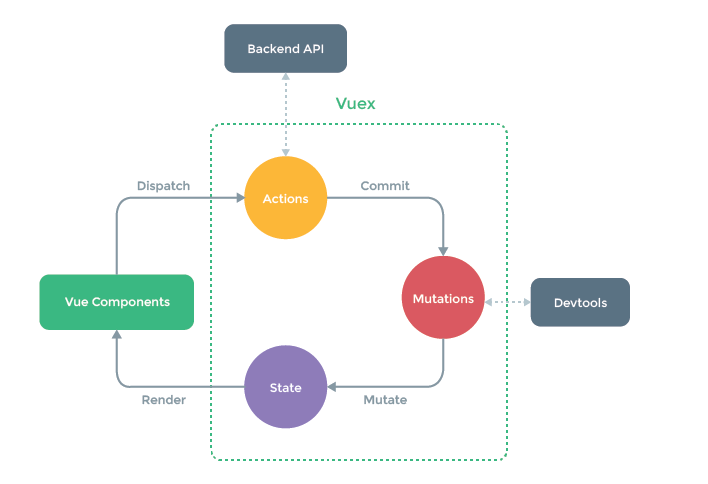 Backend API
Vuex
Dispatch
Commit
Actions
Vue Components
Mutations
Devtools
State
Render
Mutate